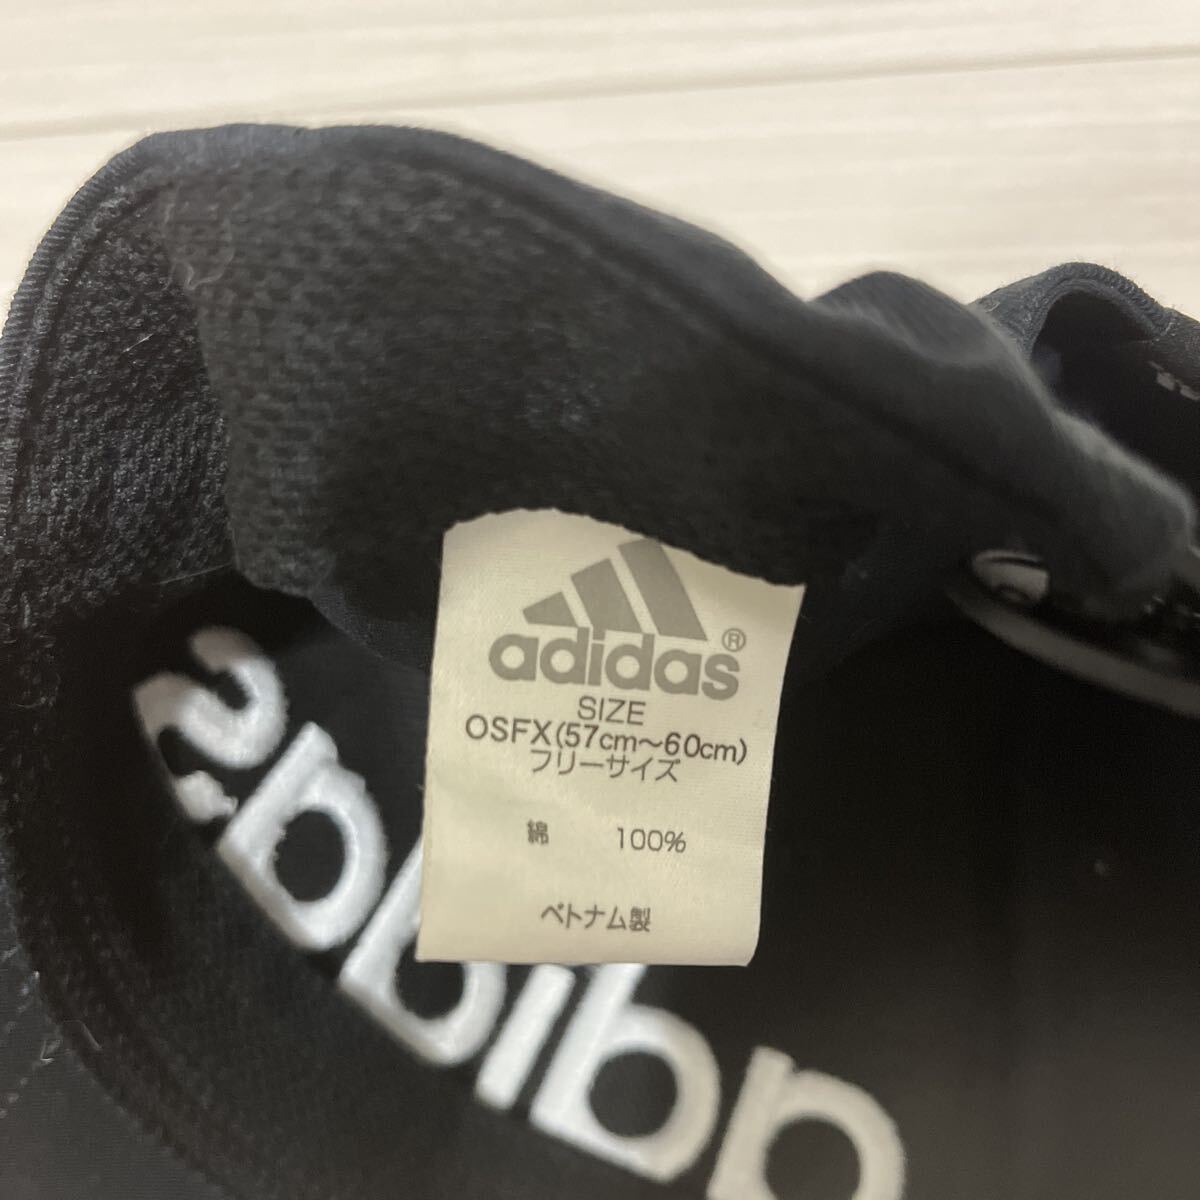 adidas®
SIZE
OSFX(57cm～60cm)
フリーサイズ
綿 100%
ベトナム製
adidas